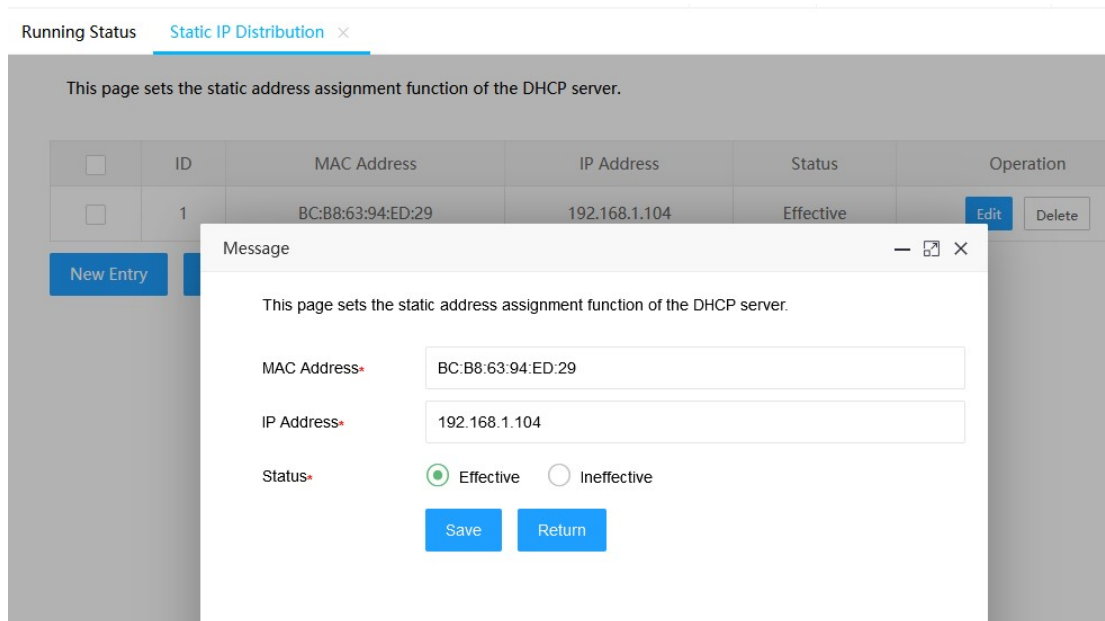 Running Status Static IP Distribution
This page sets the static address assignment function of the DHCP server.
ID MAC Address IP Address Status Operation
1 BC:B8:63:94:ED:29 192.168.1.104 Effective Edit Delete
New Entry
Message
This page sets the static address assignment function of the DHCP server.
MAC Address* BC:B8:63:94:ED:29
IP Address* 192.168.1.104
Status* Effective Ineffective
Save Return